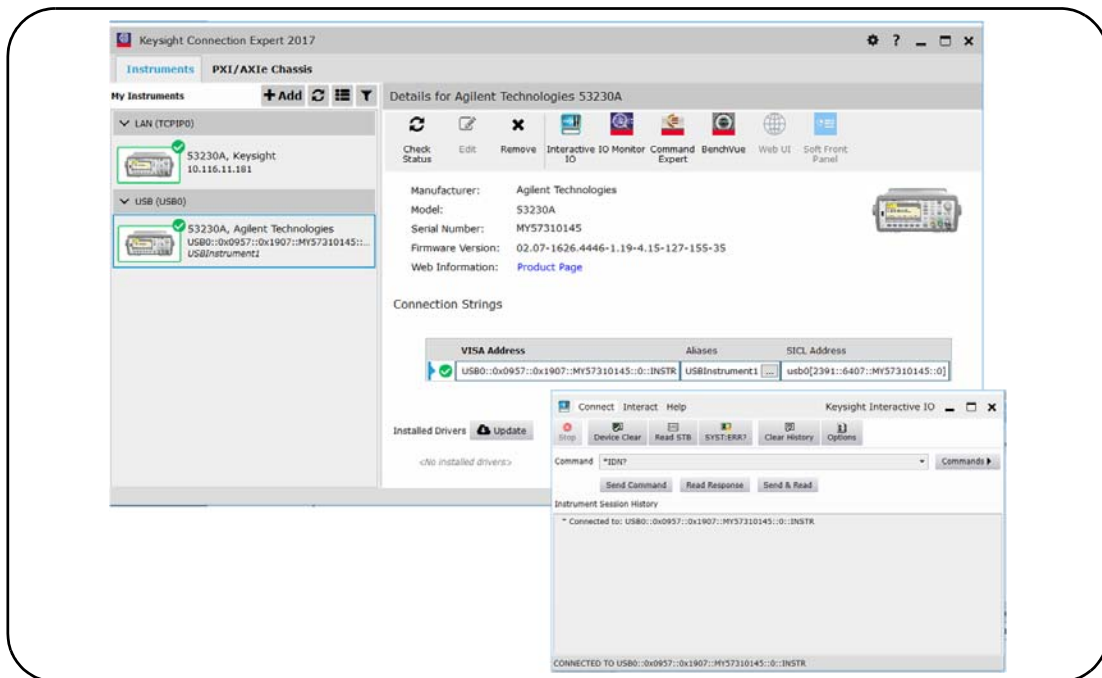 Keysight Connection Expert 2017
Instruments PXI/AXIe Chassis
My Instruments Add
LAN (TCPIP0)
53230A, Keysight
10.116.11.181
USB (USB0)
53230A, Agilent Technologies
USB0::0x0957::0x1907::MY57310145::...
USBInstrument1
Details for Agilent Technologies 53230A
Check Status Edit Remove Interactive IO IO Monitor Command Expert BenchVue Web UI Soft Front Panel
Manufacturer: Agilent Technologies
Model: 53230A
Serial Number: MY57310145
Firmware Version: 02.07-1626.4446-1.19-4.15-127-155-35
Web Information: Product Page
Connection Strings
VISA Address Aliases SICL Address
USB0::0x0957::0x1907::MY57310145::0::INSTR USBInstrument1 ... usb0[2391::6407::MY57310145::0]
Installed Drivers Update
<No installed drivers>
Connect Interact Help Keysight Interactive IO
Stop Device Clear Read STB SYST:ERR? Clear History Options
Command *IDN? Commands
Send Command Read Response Send & Read
Instrument Session History
* Connected to: USB0::0x0957::0x1907::MY57310145::0::INSTR
CONNECTED TO USB0::0x0957::0x1907::MY57310145::0::INSTR